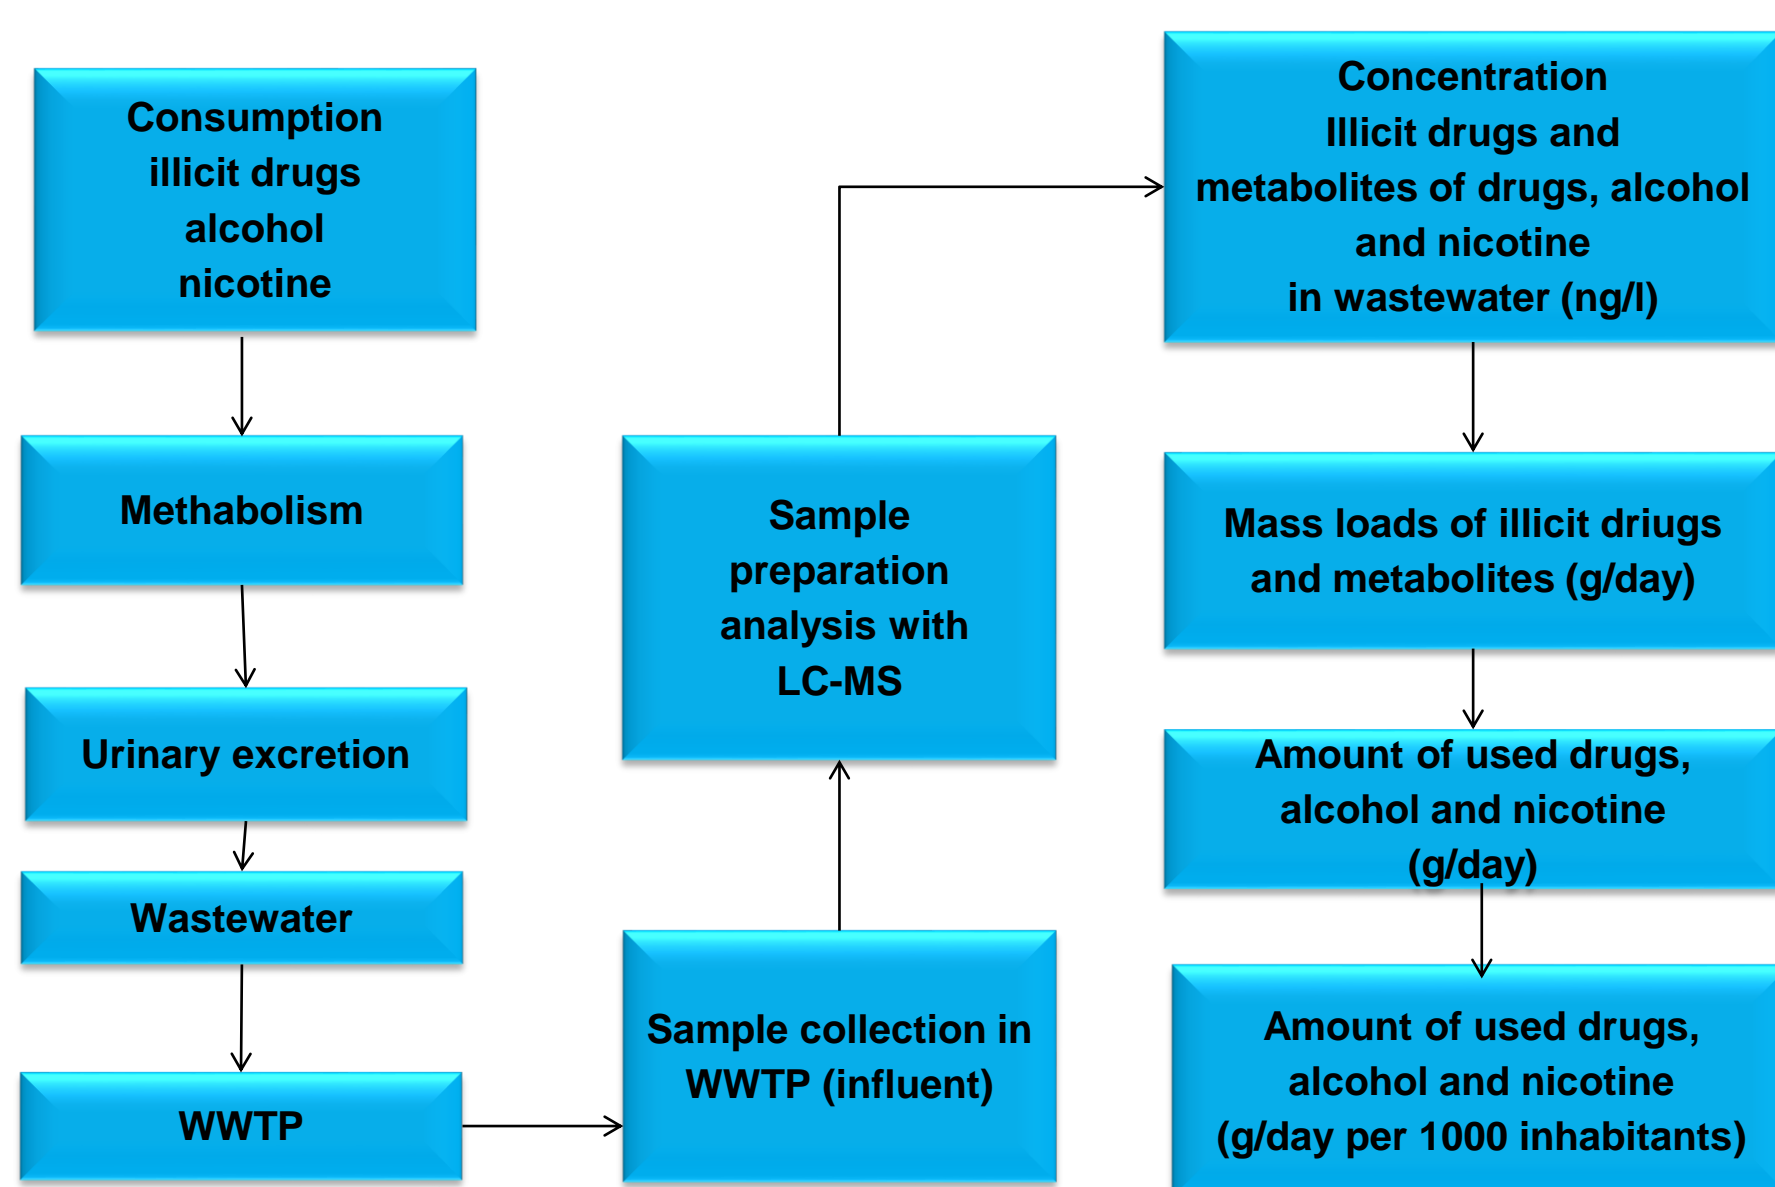 Consumption
illicit drugs
alcohol
nicotine
Methabolism
Urinary excretion
Wastewater
WWTP
Sample collection in
WWTP (influent)
Sample
preparation
analysis with
LC-MS
Concentration
Illicit drugs and
metabolites of drugs, alcohol
and nicotine
in wastewater (ng/l)
Mass loads of illicit driugs
and metabolites (g/day)
Amount of used drugs,
alcohol and nicotine
(g/day)
Amount of used drugs,
alcohol and nicotine
(g/day per 1000 inhabitants)